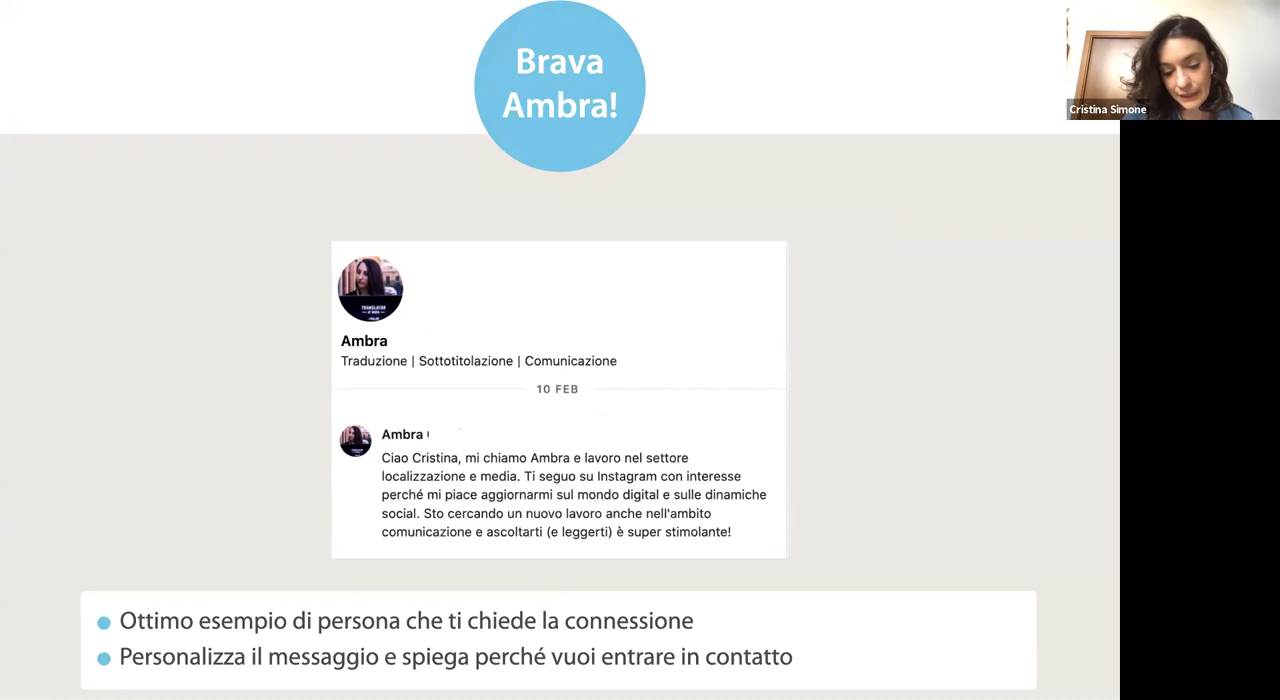 Brava
Ambra!
Cristina Simone
TRANSLATOR
Ambra
Traduzione | Sottotitolazione | Comunicazione
10 FEB
Ambra
Ciao Cristina, mi chiamo Ambra e lavoro nel settore
localizzazione e media. Ti seguo su Instagram con interesse
perché mi piace aggiornarmi sul mondo digital e sulle dinamiche
social. Sto cercando un nuovo lavoro anche nell'ambito
comunicazione e ascoltarti (e leggerti) è super stimolante!
Ottimo esempio di persona che ti chiede la connessione
Personalizza il messaggio e spiega perché vuoi entrare in contatto